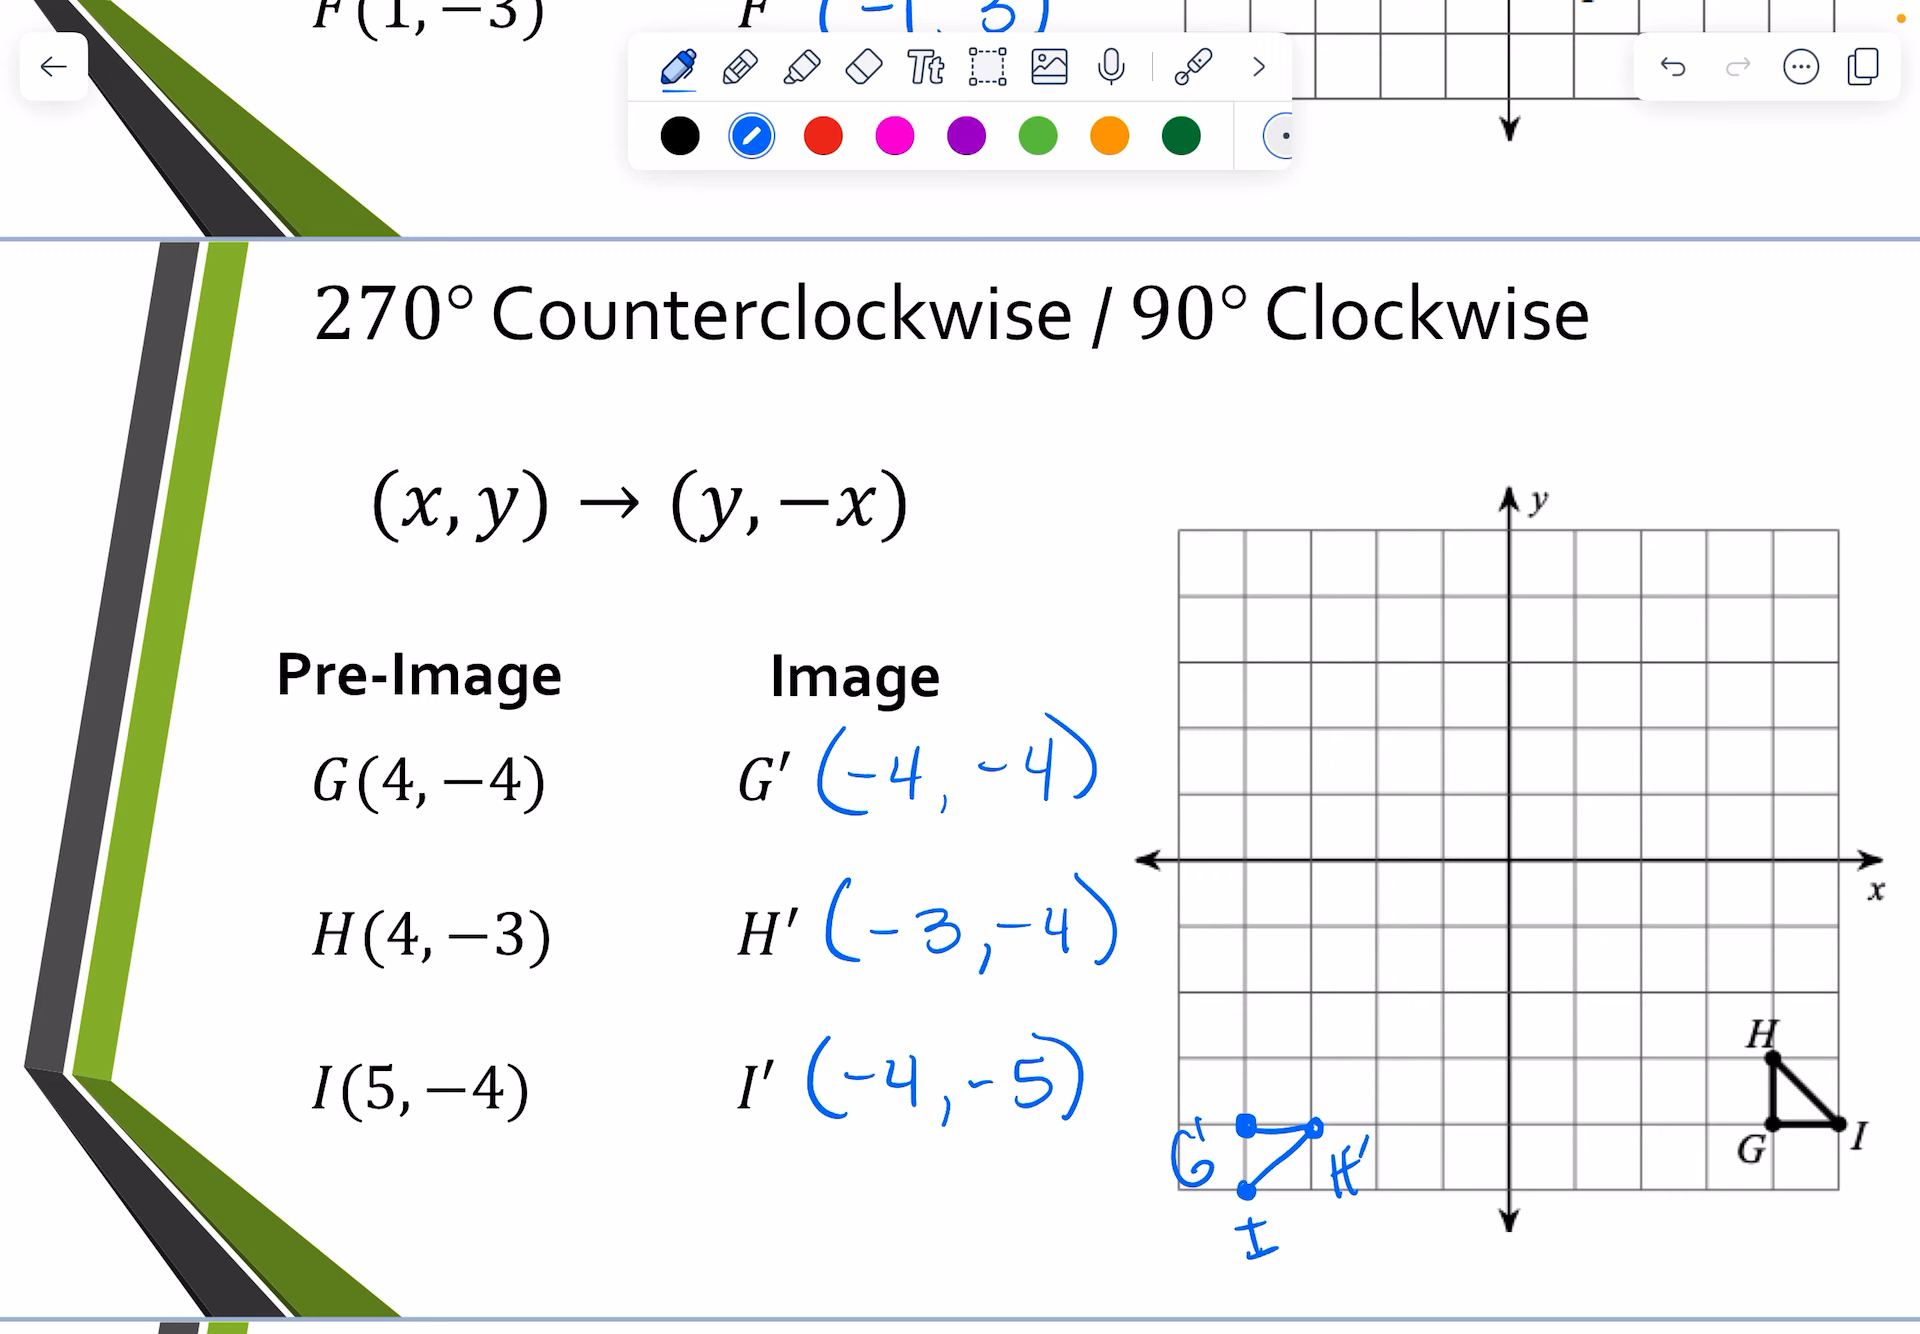 F(1, −3) F (-1, 3)
Tt
270° Counterclockwise / 90° Clockwise
(x, y) → (y, −x)
y
Pre-Image Image
G(4, −4) G′ (-4, -4)
x
H(4, −3) H′ (-3, -4)
H
I(5, −4) I′ (-4, -5)
G' H' G I
I